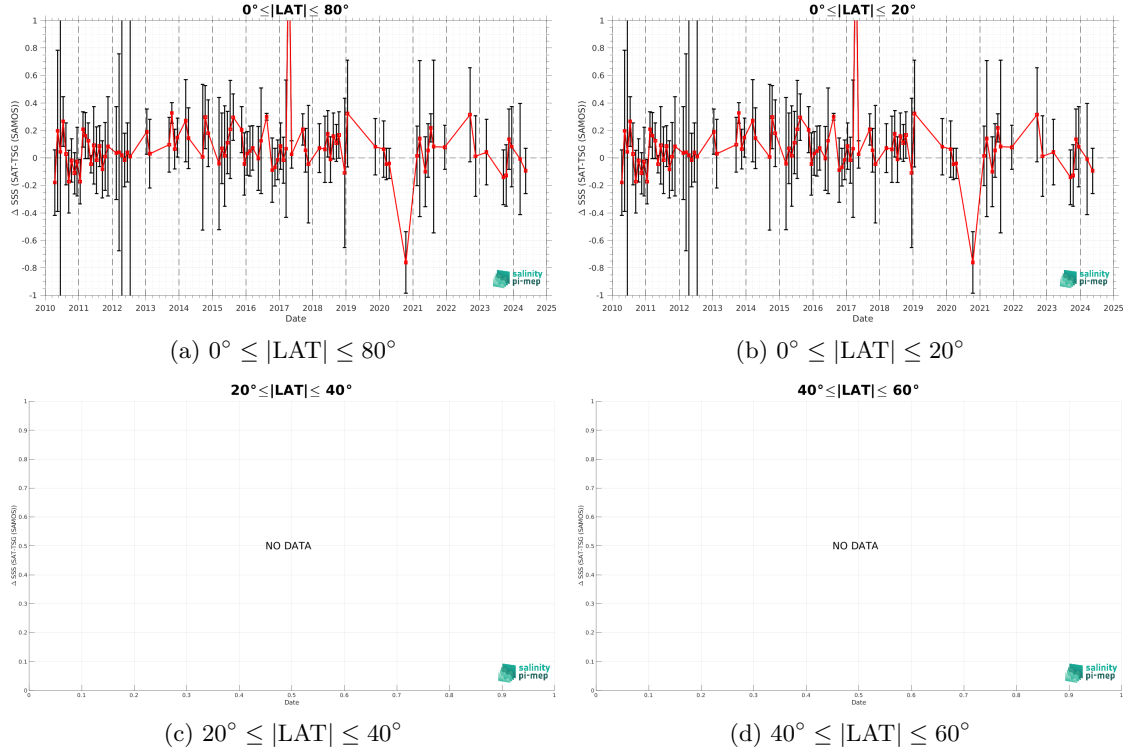 0°≤|LAT|≤ 80°
Δ SSS (SAT-TSG (SAMOS))
1
0.8
0.6
0.4
0.2
0
-0.2
-0.4
-0.6
-0.8
-1
2010 2011 2012 2013 2014 2015 2016 2017 2018 2019 2020 2021 2022 2023 2024 2025
Date
salinity
pi-mep
(a) 0° ≤ |LAT| ≤ 80°
0°≤|LAT|≤ 20°
Δ SSS (SAT-TSG (SAMOS))
1
0.8
0.6
0.4
0.2
0
-0.2
-0.4
-0.6
-0.8
-1
2010 2011 2012 2013 2014 2015 2016 2017 2018 2019 2020 2021 2022 2023 2024 2025
Date
salinity
pi-mep
(b) 0° ≤ |LAT| ≤ 20°
20°≤|LAT|≤ 40°
Δ SSS (SAT-TSG (SAMOS))
1
0.9
0.8
0.7
0.6
0.5
0.4
0.3
0.2
0.1
0
NO DATA
0 0.1 0.2 0.3 0.4 0.5 0.6 0.7 0.8 0.9 1
Date
salinity
pi-mep
(c) 20° ≤ |LAT| ≤ 40°
40°≤|LAT|≤ 60°
Δ SSS (SAT-TSG (SAMOS))
1
0.9
0.8
0.7
0.6
0.5
0.4
0.3
0.2
0.1
0
NO DATA
0 0.1 0.2 0.3 0.4 0.5 0.6 0.7 0.8 0.9 1
Date
salinity
pi-mep
(d) 40° ≤ |LAT| ≤ 60°